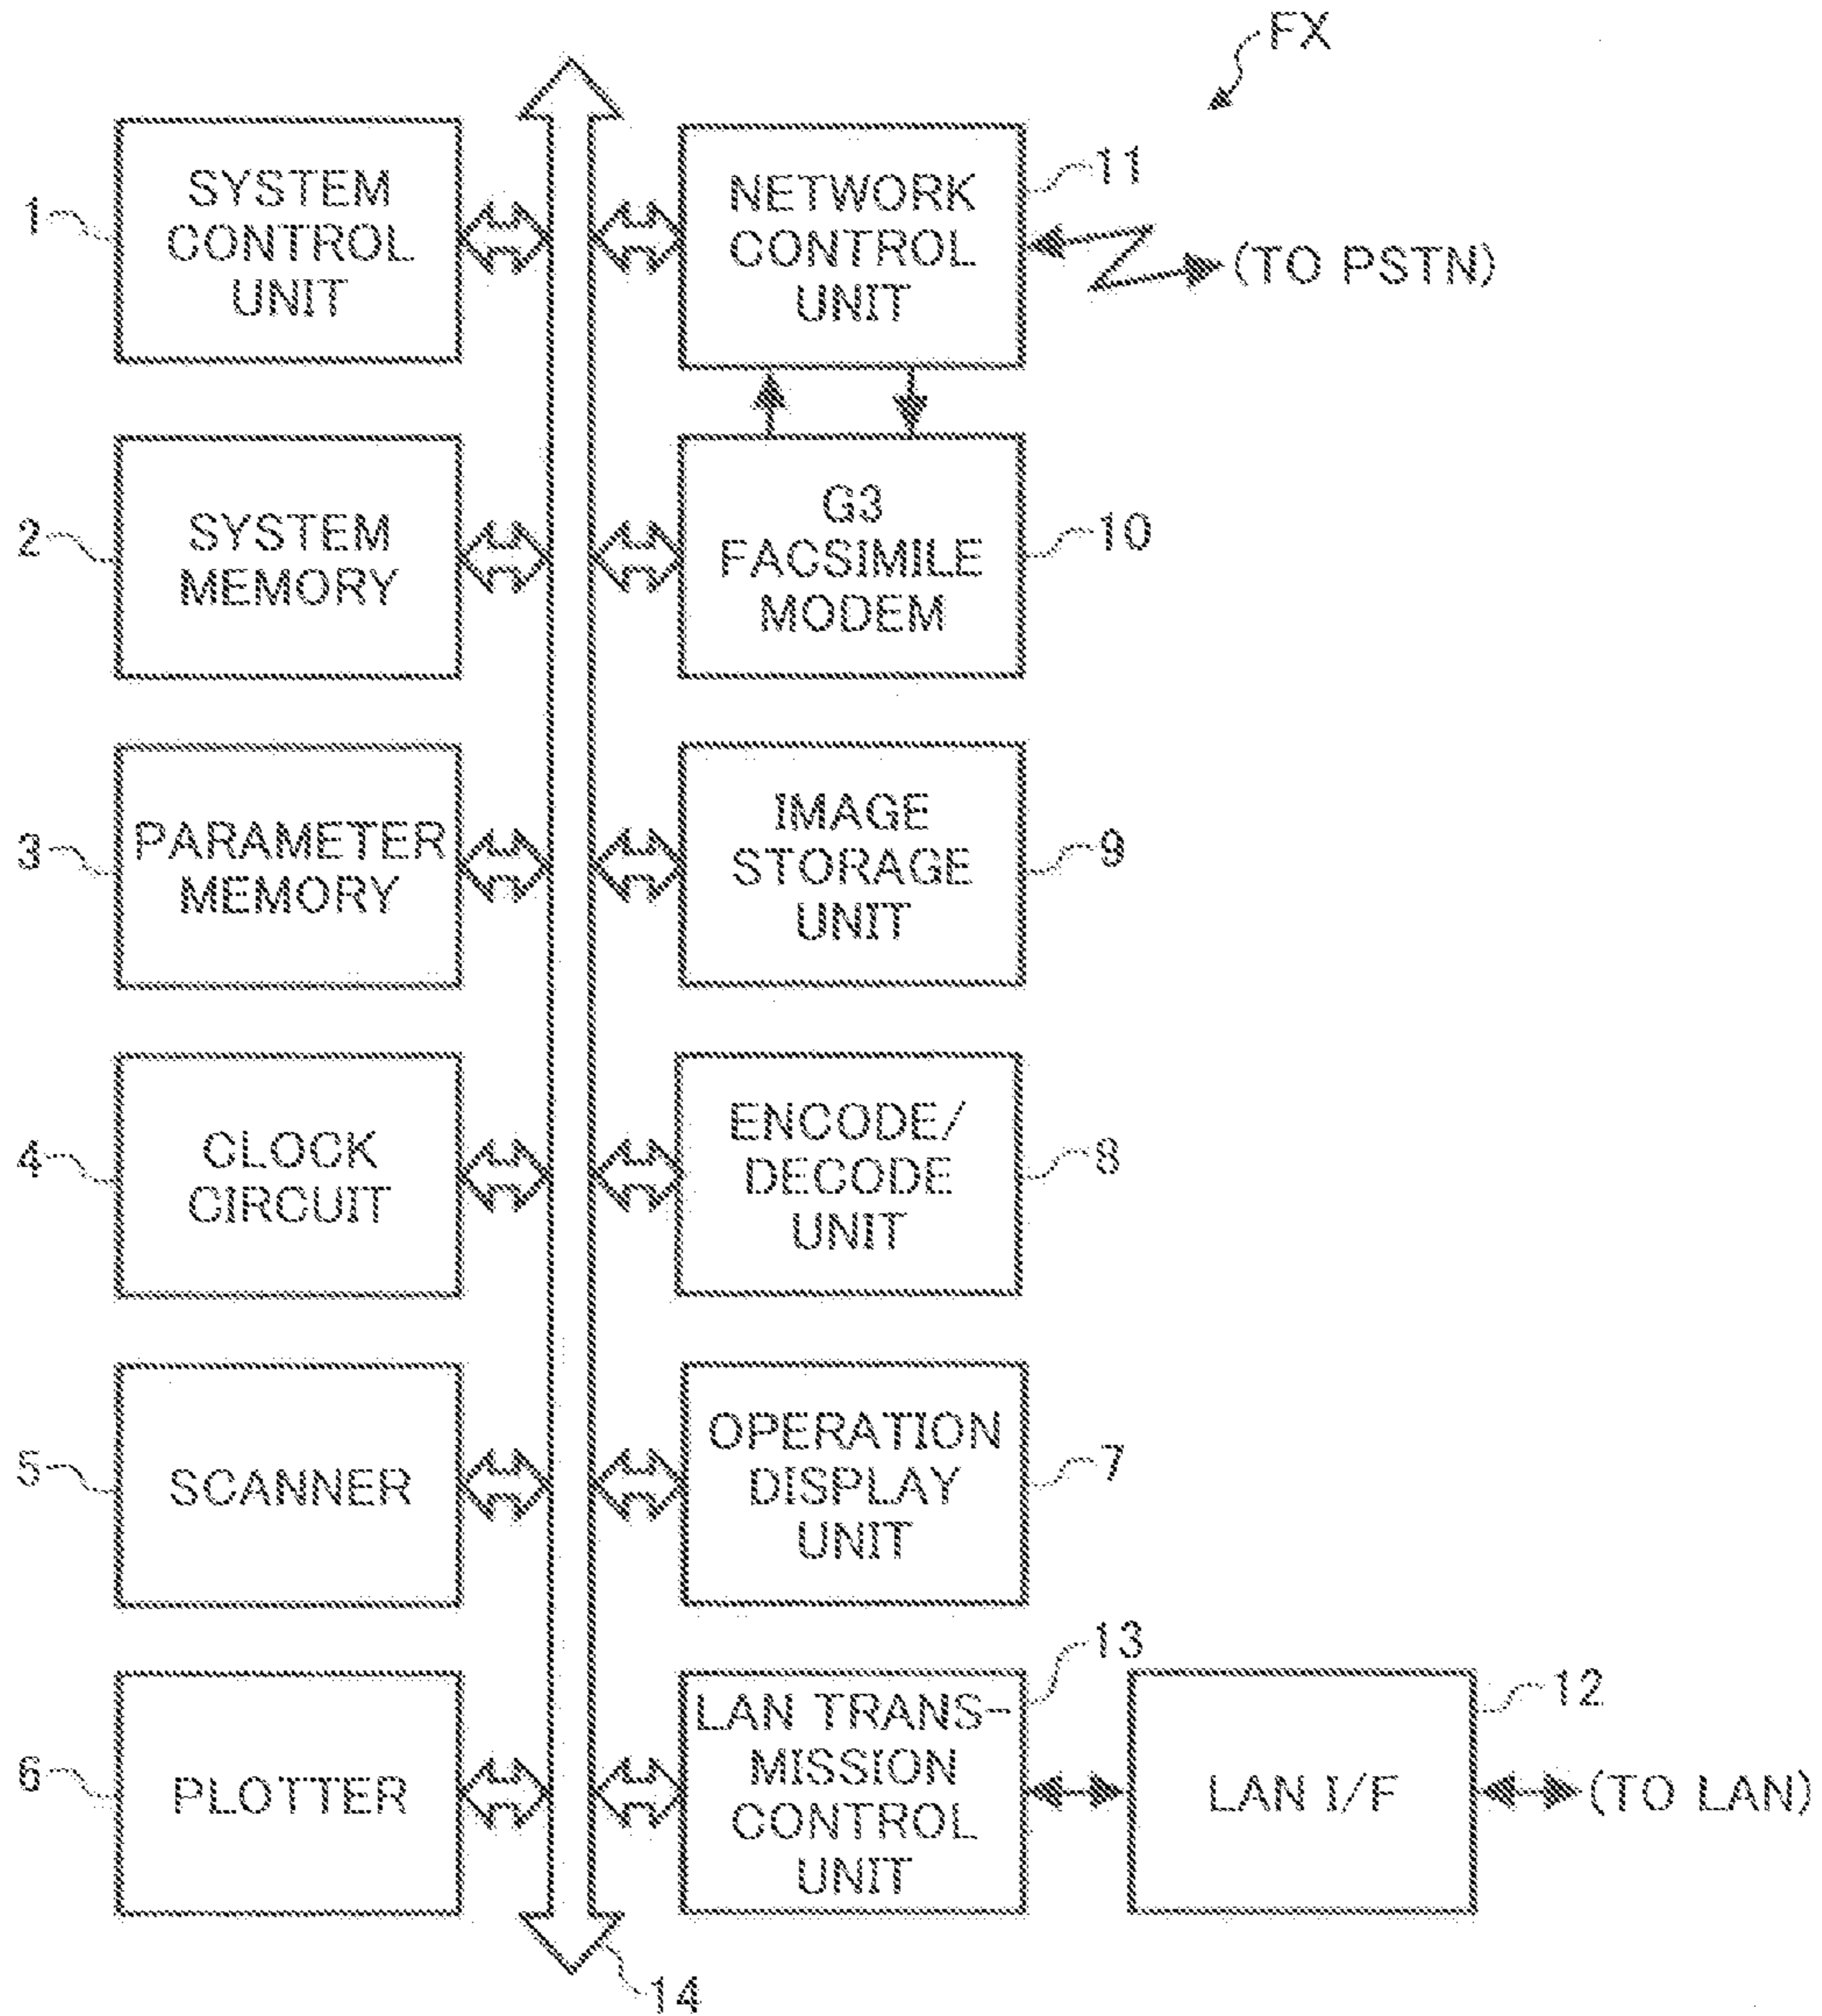 FX
1
SYSTEM
CONTROL
UNIT
NETWORK
CONTROL
UNIT
11
(TO PSTN)
2
SYSTEM
MEMORY
G3
FACSIMILE
MODEM
10
3
PARAMETER
MEMORY
IMAGE
STORAGE
UNIT
9
4
CLOCK
CIRCUIT
ENCODE/
DECODE
UNIT
8
5
SCANNER
OPERATION
DISPLAY
UNIT
7
6
PLOTTER
LAN TRANS-
MISSION
CONTROL
UNIT
13
LAN I/F
12
(TO LAN)
14